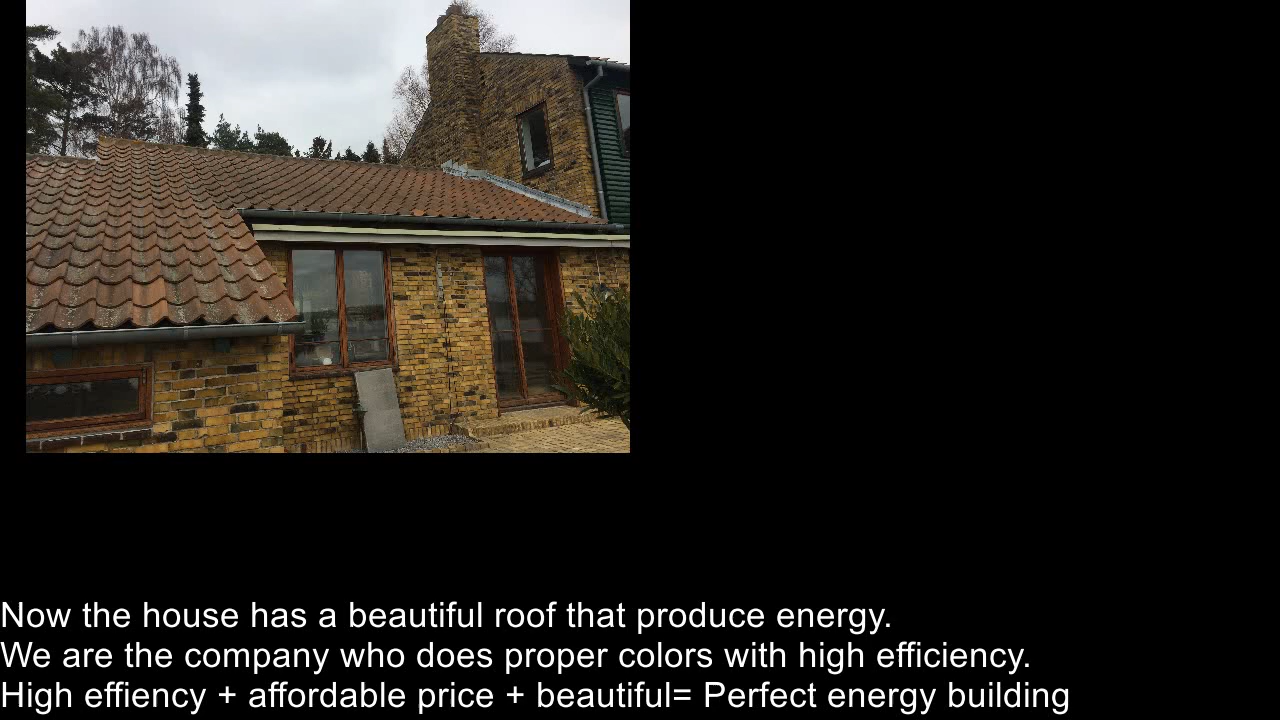 Now the house has a beautiful roof that produce energy.
We are the company who does proper colors with high efficiency.
High effiency + affordable price + beautiful= Perfect energy building